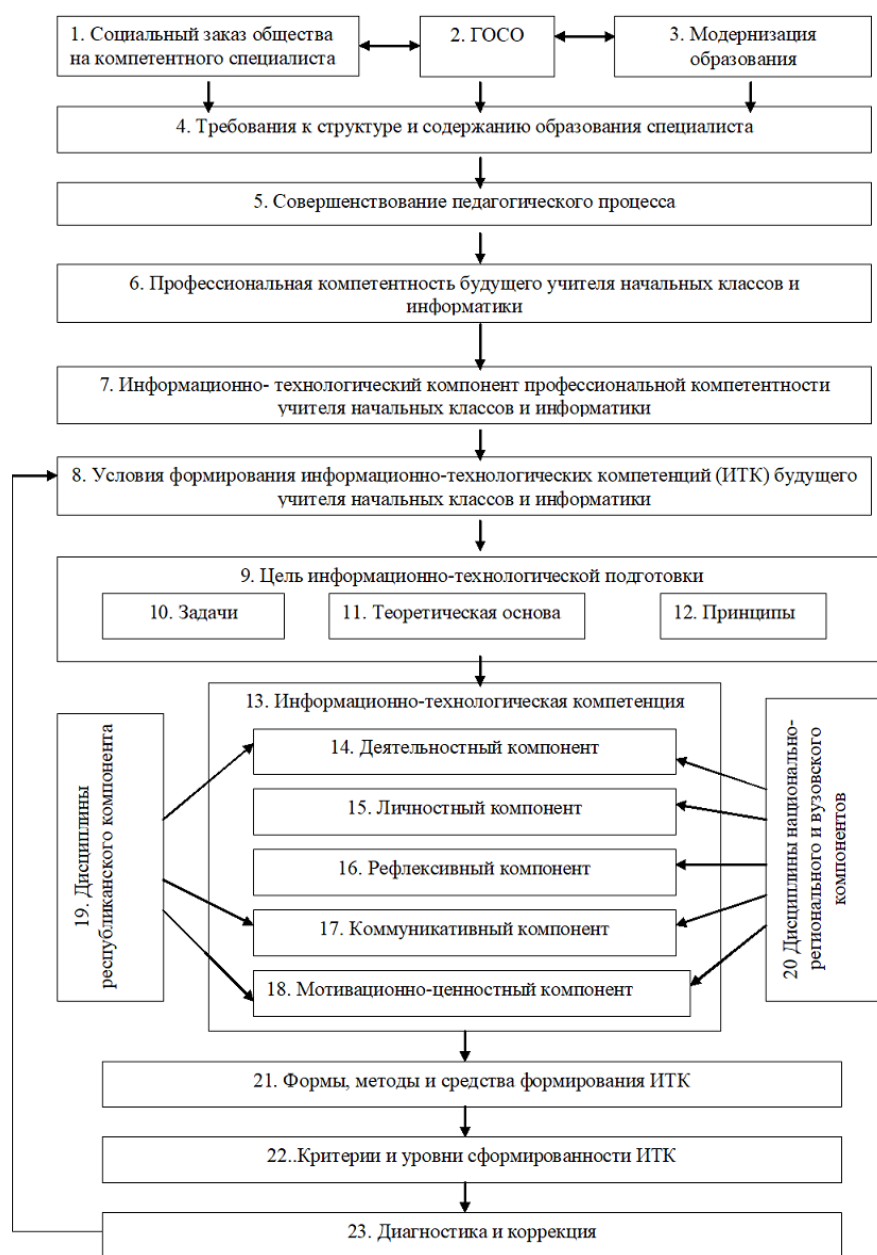 1. Социальный заказ общества
на компетентного специалиста
2. ГОСО
3. Модернизация
образования
4. Требования к структуре и содержанию образования специалиста
5. Совершенствование педагогического процесса
6. Профессиональная компетентность будущего учителя начальных классов и
информатики
7. Информационно- технологический компонент профессиональной компетентности
учителя начальных классов и информатики
8. Условия формирования информационно-технологических компетенций (ИТК) будущего
учителя начальных классов и информатики
9. Цель информационно-технологической подготовки
10. Задачи
11. Теоретическая основа
12. Принципы
13. Информационно-технологическая компетенция
14. Деятельностный компонент
15. Личностный компонент
16. Рефлексивный компонент
17. Коммуникативный компонент
18. Мотивационно-ценностный компонент
19. Дисциплины
республиканского компонента
20 Дисциплины национально-
регионального и вузовского
компонентов
21. Формы, методы и средства формирования ИТК
22..Критерии и уровни сформированности ИТК
23. Диагностика и коррекция